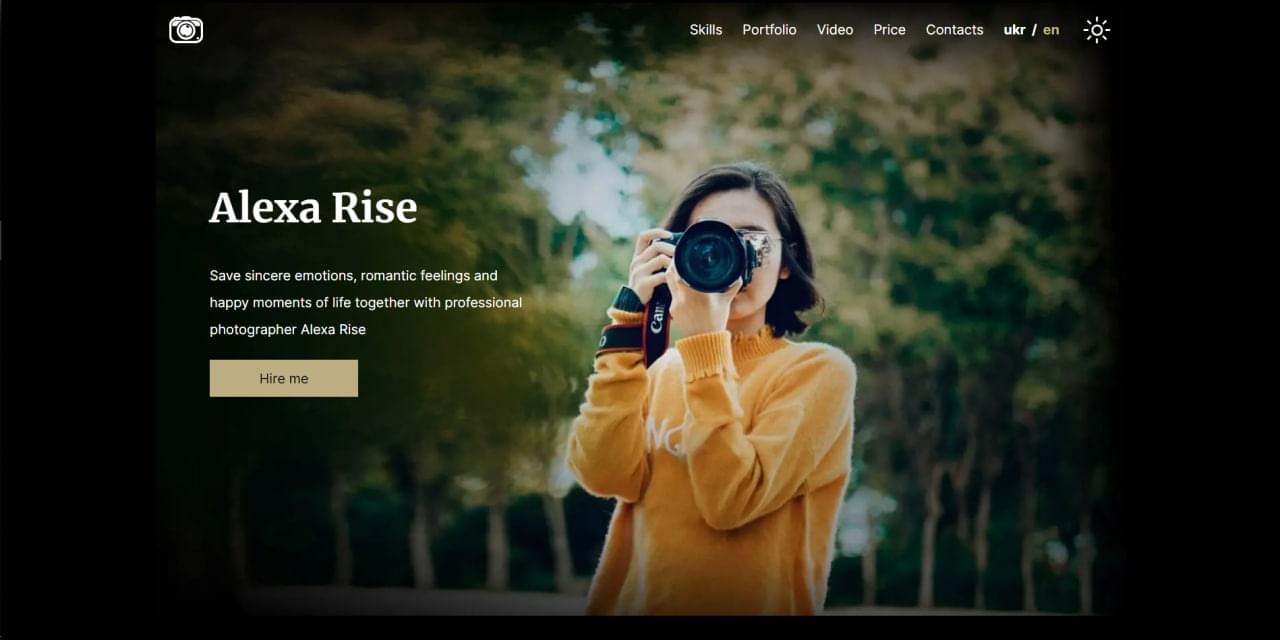 Skills Portfolio Video Price Contacts ukr / en
Alexa Rise
Save sincere emotions, romantic feelings and
happy moments of life together with professional
photographer Alexa Rise
Hire me